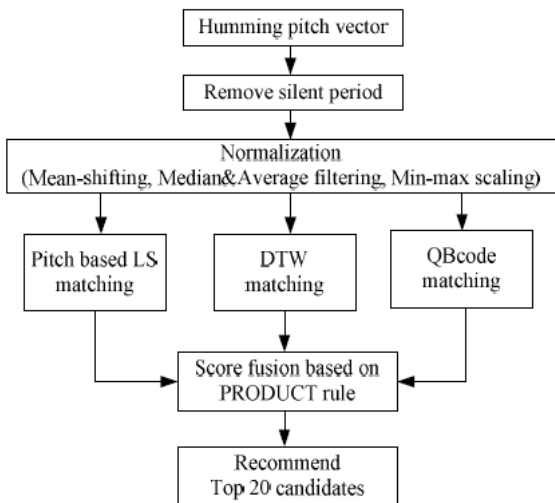 Humming pitch vector
Remove silent period
Normalization
(Mean-shifting, Median&Average filtering, Min-max scaling)
Pitch based LS
matching
DTW
matching
QBcode
matching
Score fusion based on
PRODUCT rule
Recommend
Top 20 candidates